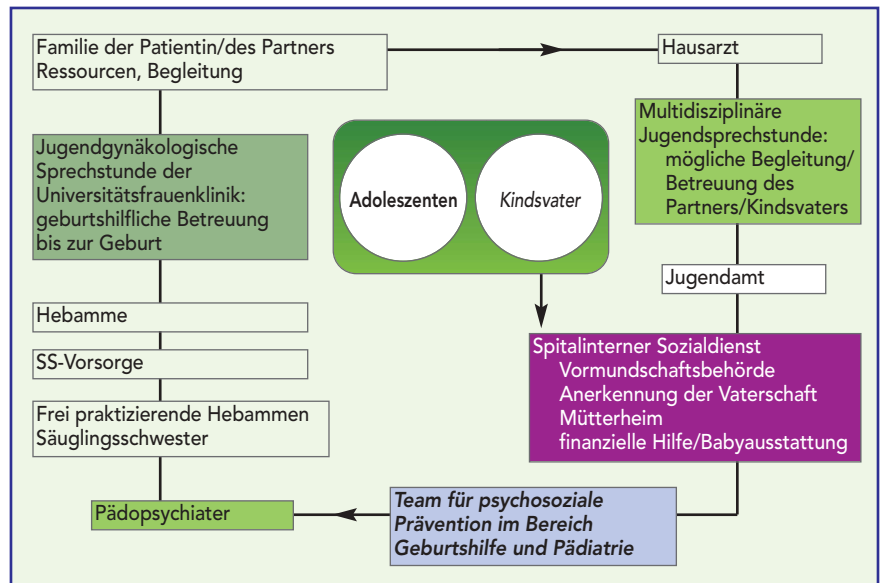 Familie der Patientin/des Partners
Ressourcen, Begleitung
Hausarzt
Jugendgynäkologische
Sprechstunde der
Universitätsfrauenklinik:
geburtshilfliche Betreuung
bis zur Geburt
Adoleszenten
Kindsvater
Multidisziplinäre
Jugendsprechstunde:
mögliche Begleitung/
Betreuung des
Partners/Kindsvaters
Jugendamt
Hebamme
SS-Vorsorge
Frei praktizierende Hebammen
Säuglingsschwester
Spitalinterner Sozialdienst
Vormundschaftsbehörde
Anerkennung der Vaterschaft
Mütterheim
finanzielle Hilfe/Babyausstattung
Pädopsychiater
Team für psychosoziale
Prävention im Bereich
Geburtshilfe und Pädiatrie